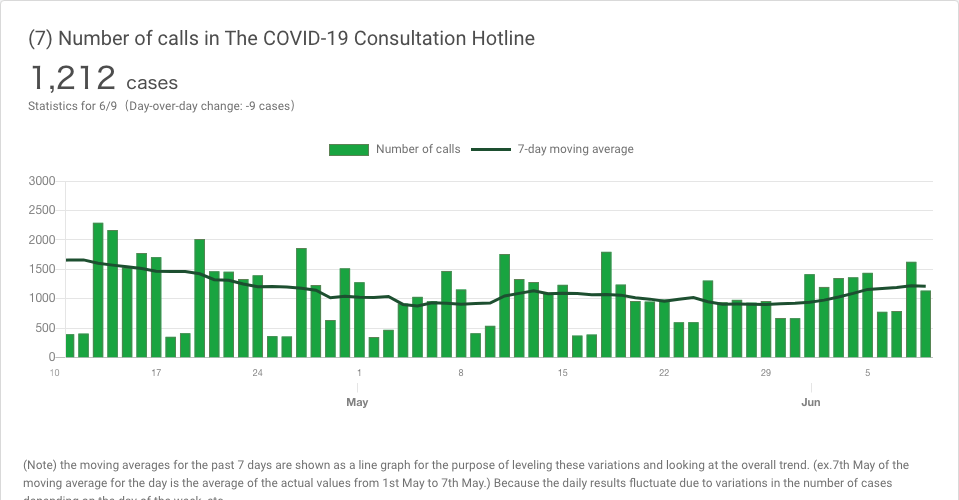 (7) Number of calls in The COVID-19 Consultation Hotline
1,212 cases
Statistics for 6/9 (Day-over-day change: -9 cases)
Number of calls 7-day moving average
3000
2500
2000
1500
1000
500
0
10 17 24 1 8 15 22 29 5
May Jun
(Note) the moving averages for the past 7 days are shown as a line graph for the purpose of leveling these variations and looking at the overall trend. (ex.7th May of the
moving average for the day is the average of the actual values from 1st May to 7th May.) Because the daily results fluctuate due to variations in the number of cases
depending on the day of the week, etc.